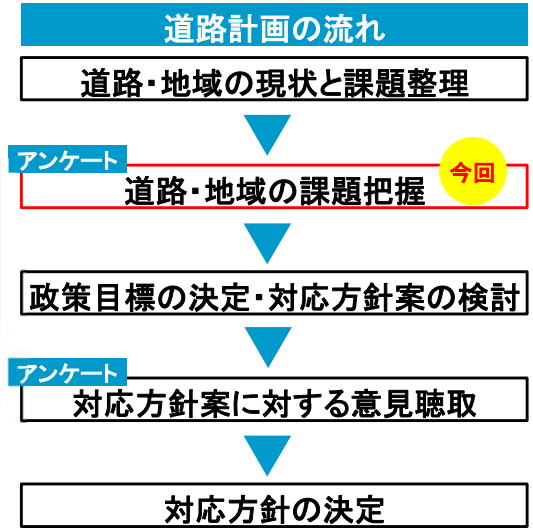 道路計画の流れ
道路・地域の現状と課題整理
アンケート
今回
道路・地域の課題把握
政策目標の決定・対応方針案の検討
アンケート
対応方針案に対する意見聴取
対応方針の決定